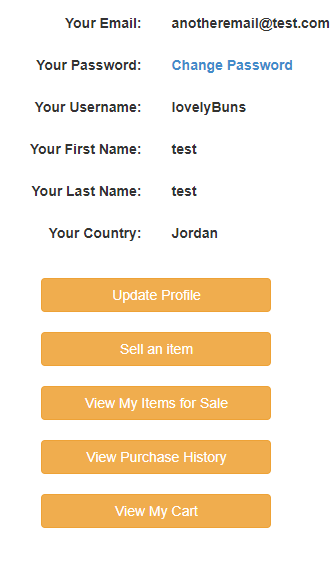 Your Email: anotheremail@test.com
Your Password: Change Password
Your Username: lovelyBuns
Your First Name: test
Your Last Name: test
Your Country: Jordan
Update Profile
Sell an item
View My Items for Sale
View Purchase History
View My Cart